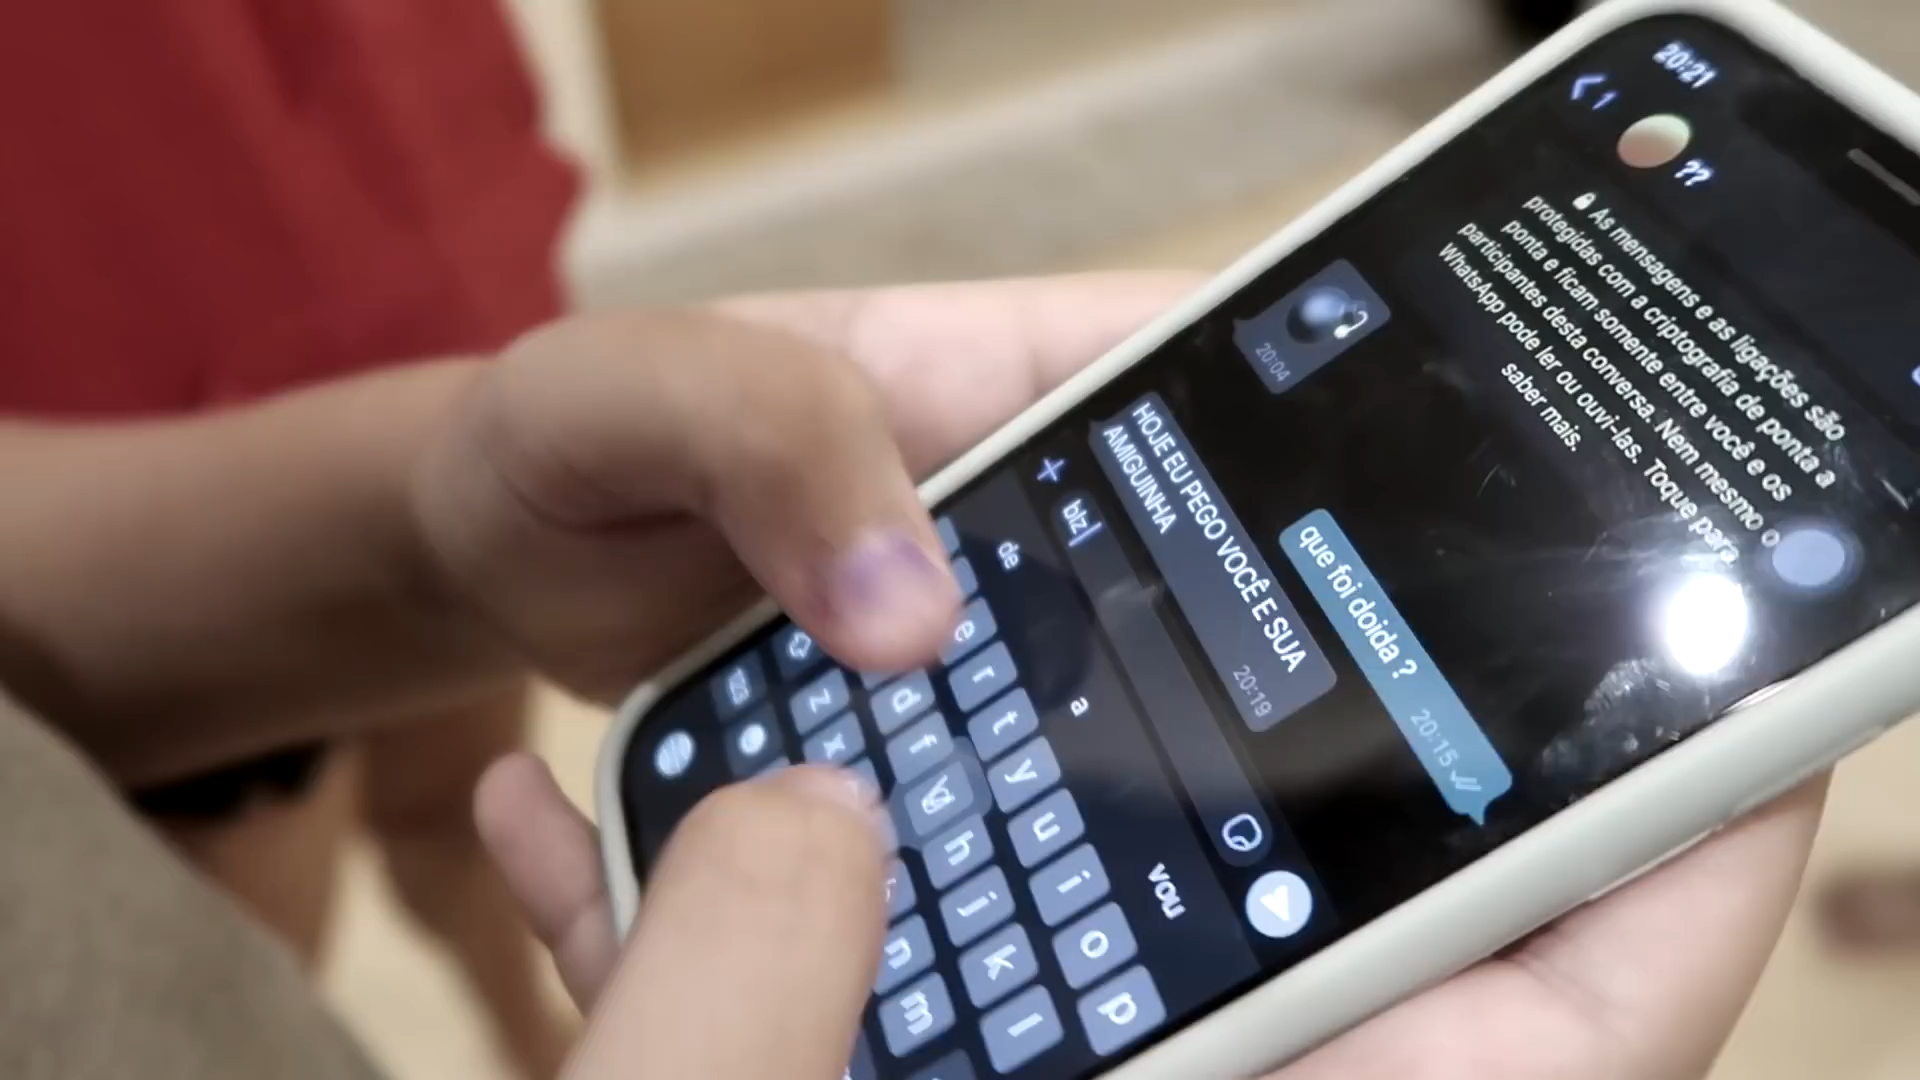 20:21
1
??
As mensagens e as ligações são
protegidas com a criptografia de ponta a
ponta e ficam somente entre você e os
participantes desta conversa. Nem mesmo o
WhatsApp pode ler ou ouvi-las. Toque para
saber mais.
20:04
que foi doida ? 20:15
HOJE EU PEGO VOCÊ E SUA
AMIGUINHA 20:19
blz
de a vou
e r t y u i o p
d f h j k l
z x n m
123